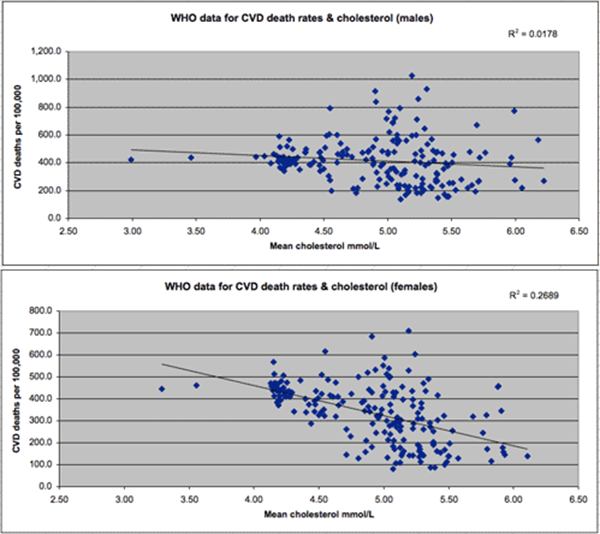 WHO data for CVD death rates & cholesterol (males)
R² = 0.0178
CVD deaths per 100,000
1,200.0
1,000.0
800.0
600.0
400.0
200.0
0.0
2.50 3.00 3.50 4.00 4.50 5.00 5.50 6.00 6.50
Mean cholesterol mmol/L
WHO data for CVD death rates & cholesterol (females)
R² = 0.2689
CVD deaths per 100,000
800.0
700.0
600.0
500.0
400.0
300.0
200.0
100.0
0.0
2.50 3.00 3.50 4.00 4.50 5.00 5.50 6.00 6.50
Mean cholesterol mmol/L